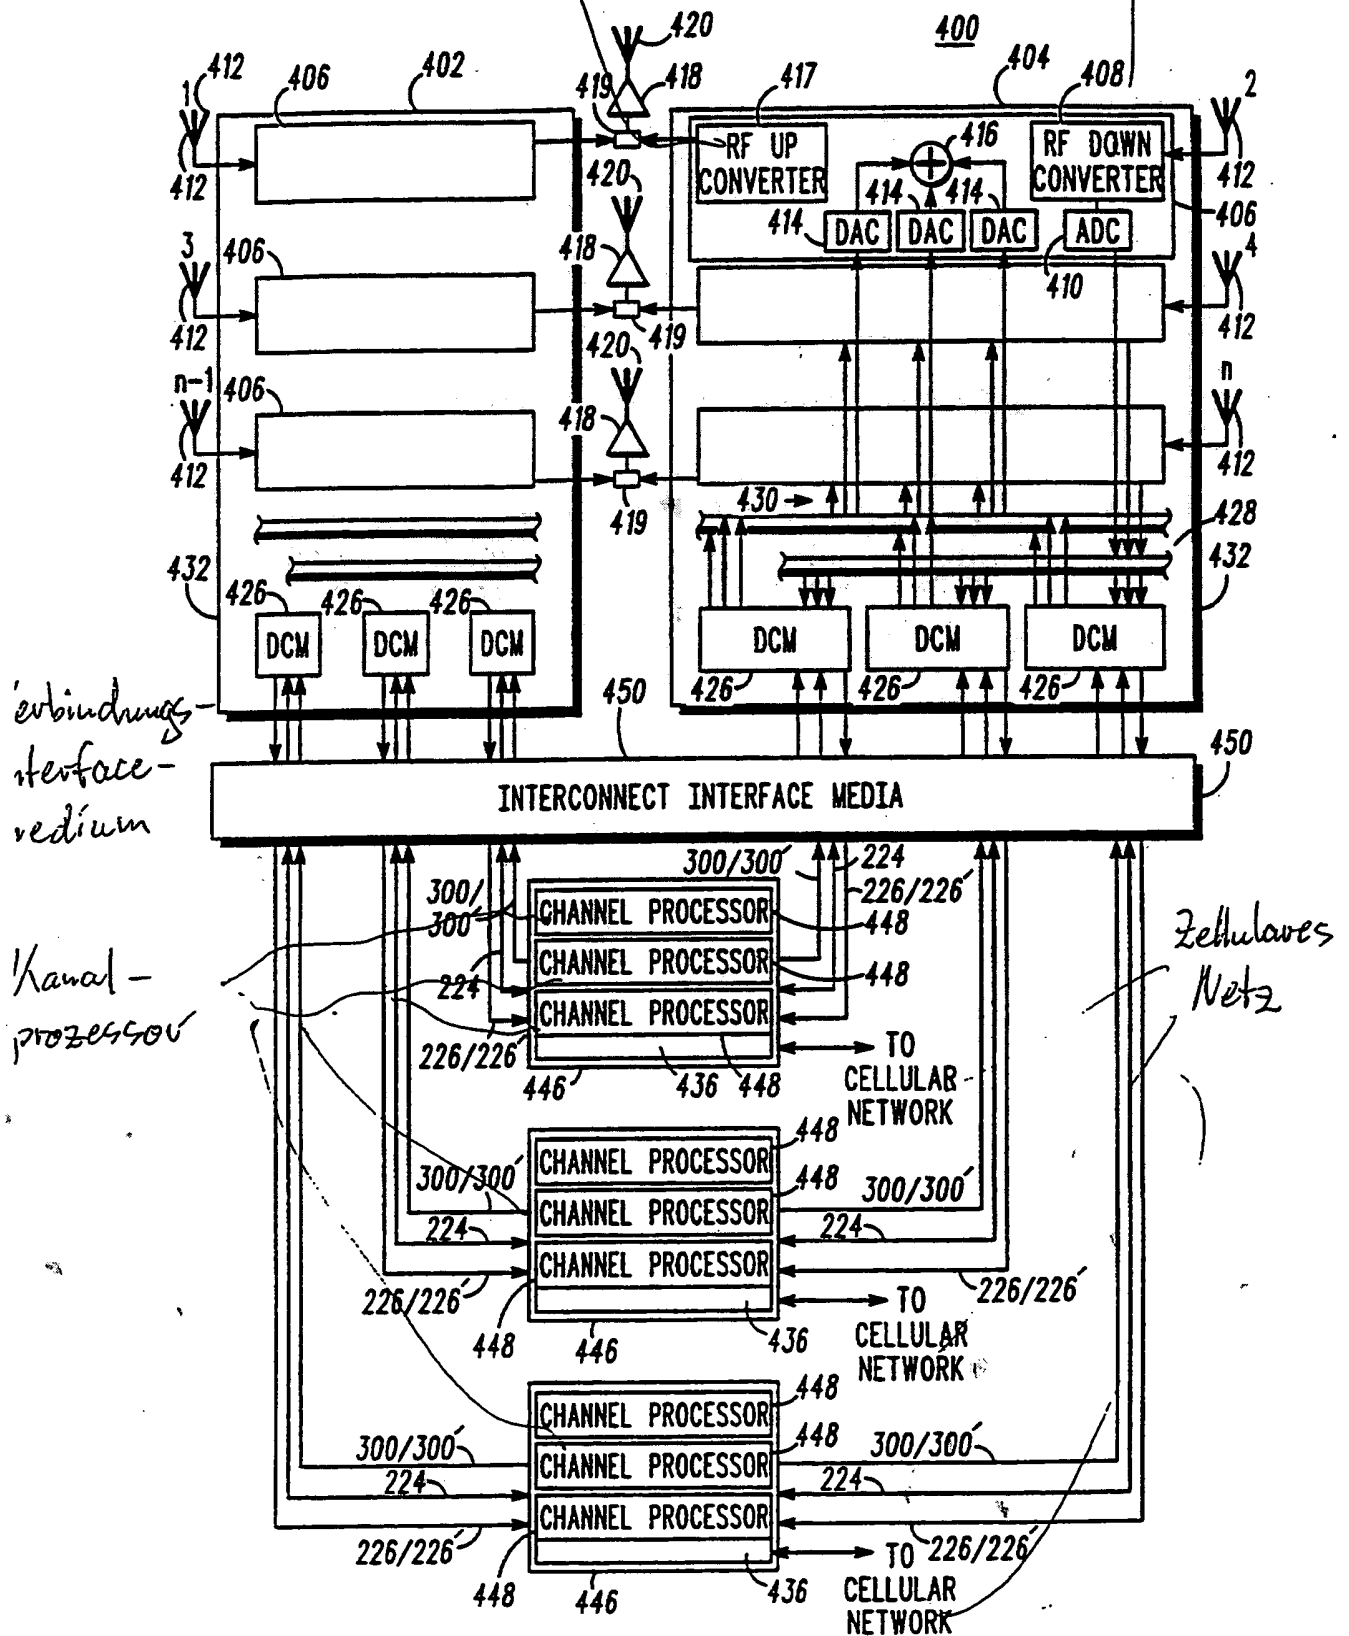 400
420
412 406 402 419 418 417 404 408
1 2
RF UP
CONVERTER
416
RF DOWN
CONVERTER
412 412
420
414 414 414
DAC DAC DAC ADC
406
410
3 406 418 4
412 419 412
420
n-1 406 418 n
412 419 412
430
428
432 432
426 426 426
DCM DCM DCM DCM DCM DCM
426 426 426
450
450
INTERCONNECT INTERFACE MEDIA
erbindungs-
nterface-
medium
300/300′ 224
226/226′
300/
300′
CHANNEL PROCESSOR 448
CHANNEL PROCESSOR 448
224
CHANNEL PROCESSOR
226/226′
446 436 448
TO
CELLULAR
NETWORK
Kanal-
prozessor
Zellulares
Netz
448
CHANNEL PROCESSOR
448
300/300′ CHANNEL PROCESSOR 300/300′
224 224
CHANNEL PROCESSOR
226/226′ 226/226′
448 446 436
TO
CELLULAR
NETWORK
448
CHANNEL PROCESSOR
448
300/300′ CHANNEL PROCESSOR 300/300′
224 224
CHANNEL PROCESSOR
226/226′ 226/226′
448 446 436
TO
CELLULAR
NETWORK